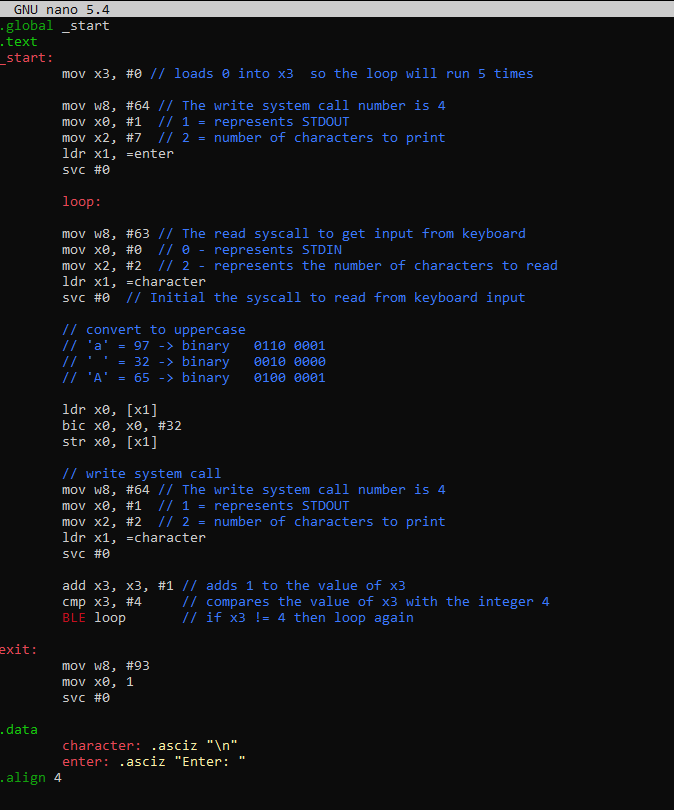 GNU nano 5.4
.global _start
.text
_start:
mov x3, #0 // loads 0 into x3  so the loop will run 5 times
mov w8, #64 // The write system call number is 4
mov x0, #1  // 1 = represents STDOUT
mov x2, #7  // 2 = number of characters to print
ldr x1, =enter
svc #0
loop:
mov w8, #63 // The read syscall to get input from keyboard
mov x0, #0  // 0 - represents STDIN
mov x2, #2  // 2 - represents the number of characters to read
ldr x1, =character
svc #0  // Initial the syscall to read from keyboard input
// convert to uppercase
// 'a' = 97 -> binary   0110 0001
// ' ' = 32 -> binary   0010 0000
// 'A' = 65 -> binary   0100 0001
ldr x0, [x1]
bic x0, x0, #32
str x0, [x1]
// write system call
mov w8, #64 // The write system call number is 4
mov x0, #1  // 1 = represents STDOUT
mov x2, #2  // 2 = number of characters to print
ldr x1, =character
svc #0
add x3, x3, #1 // adds 1 to the value of x3
cmp x3, #4     // compares the value of x3 with the integer 4
BLE loop       // if x3 != 4 then loop again
exit:
mov w8, #93
mov x0, 1
svc #0
.data
character: .asciz "\n"
enter: .asciz "Enter: "
.align 4